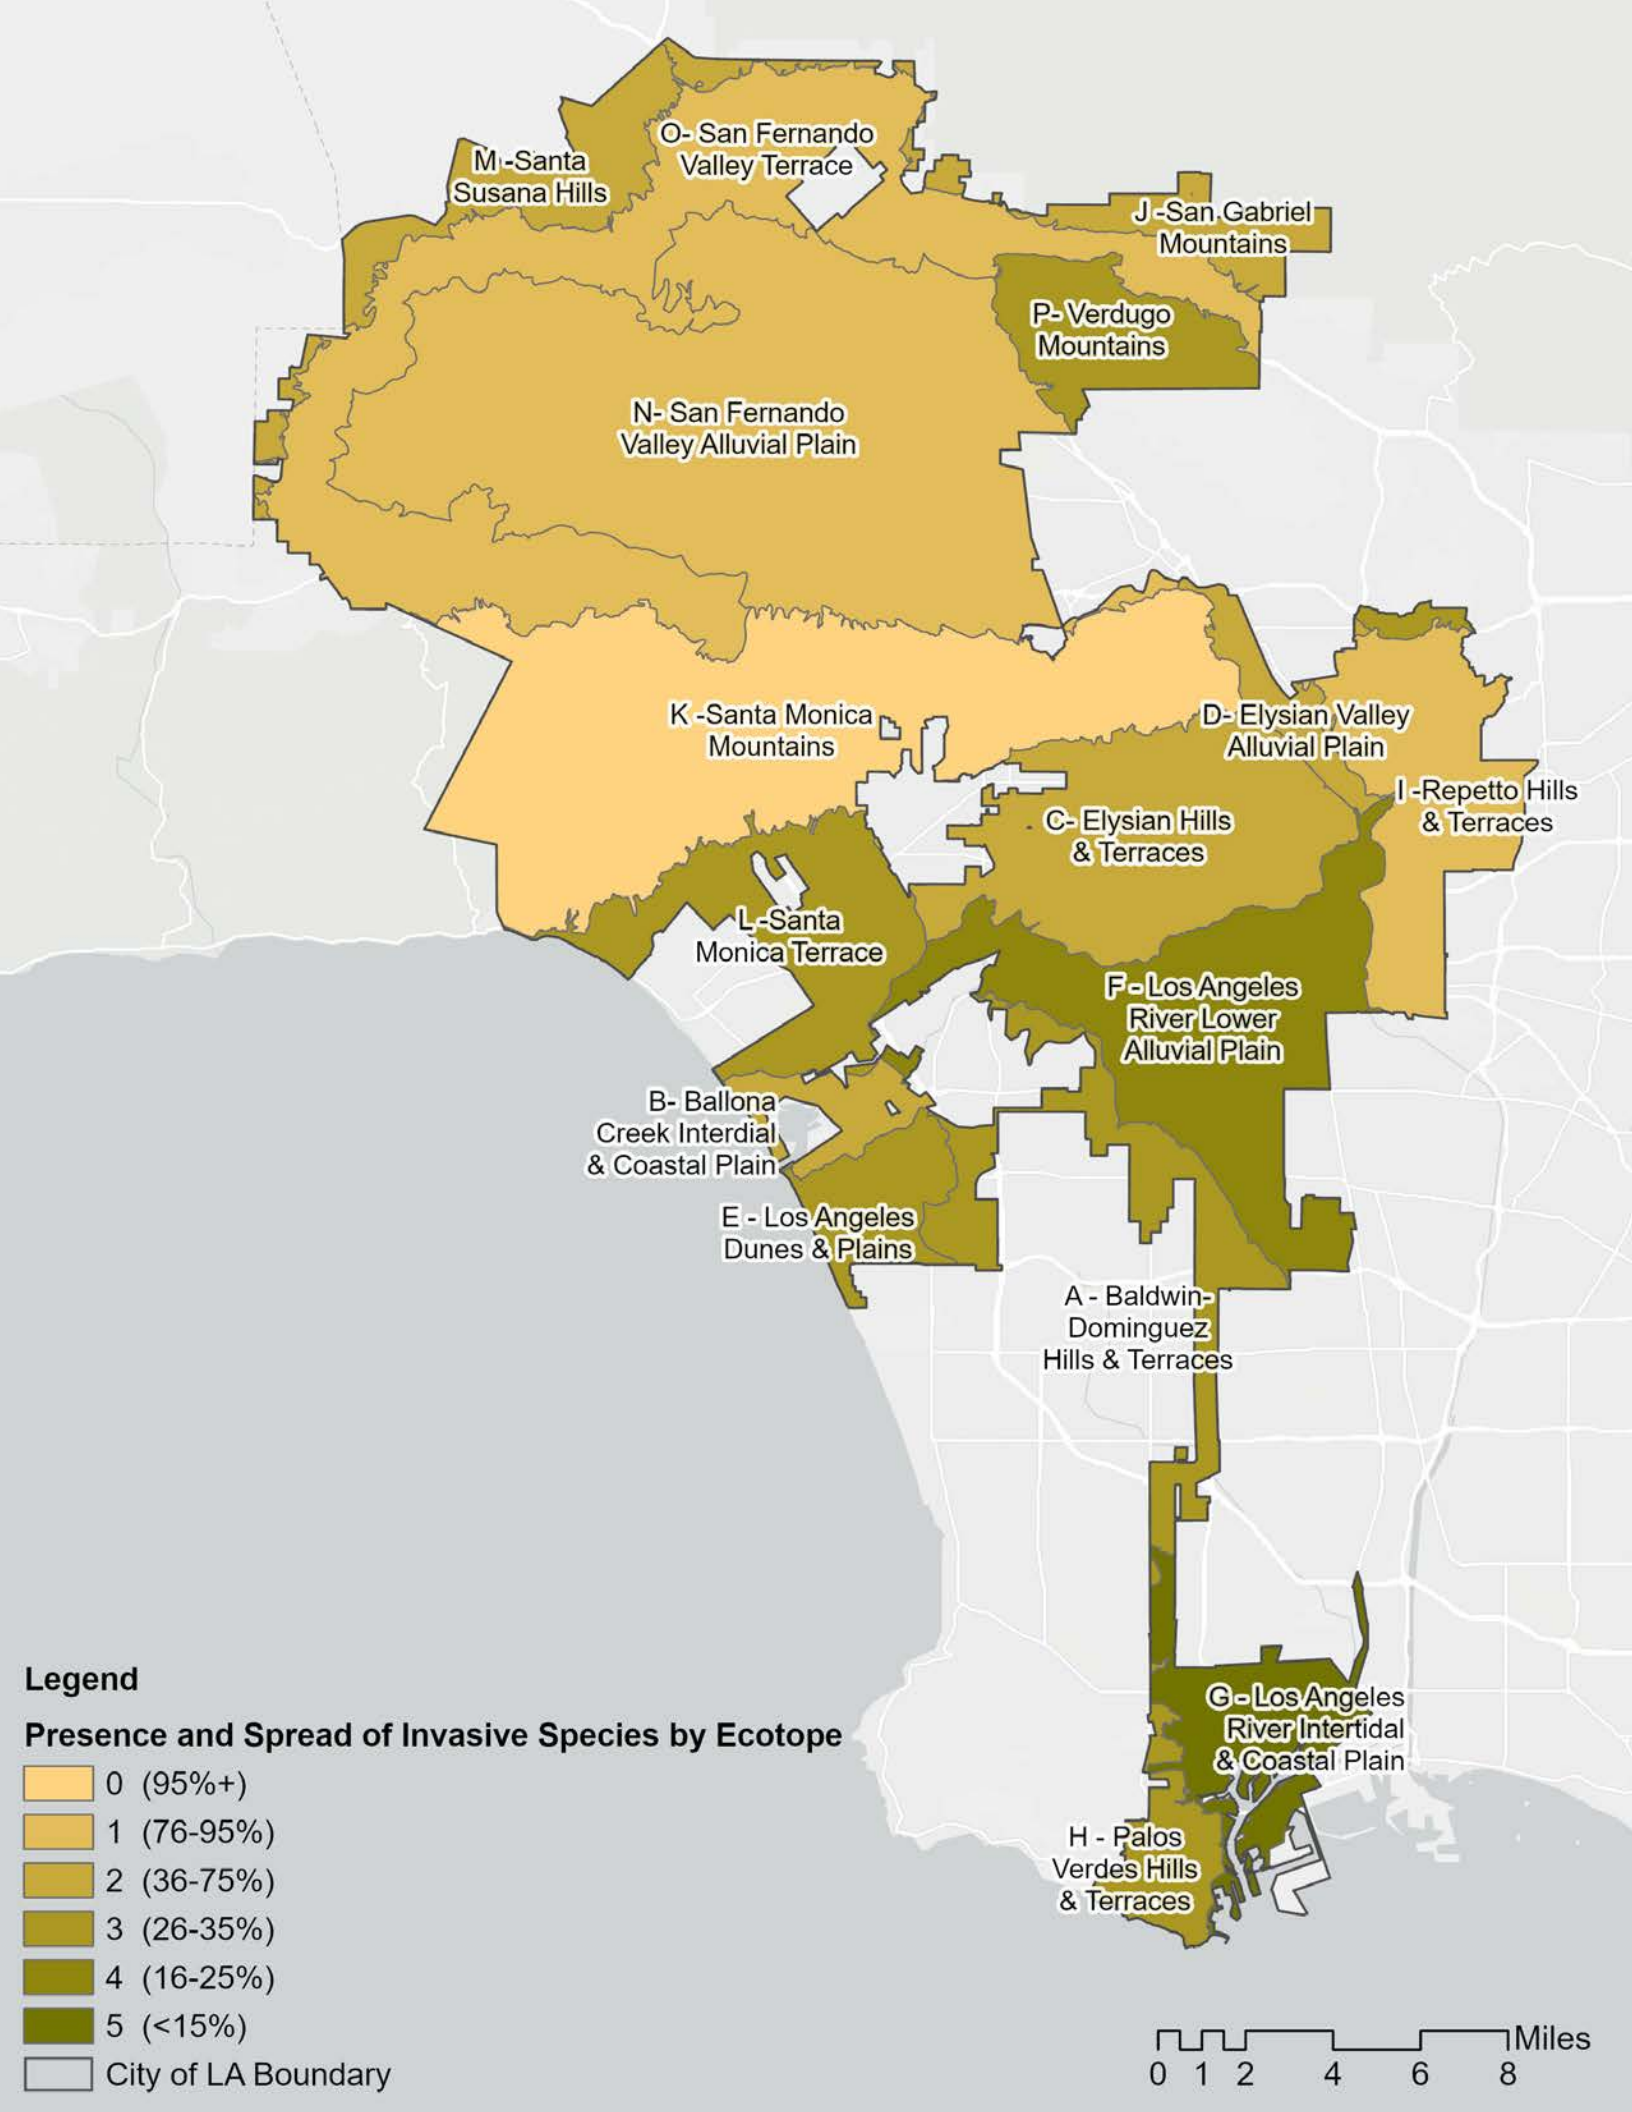 O- San Fernando
Valley Terrace
M -Santa
Susana Hills
J -San Gabriel
Mountains
P- Verdugo
Mountains
N- San Fernando
Valley Alluvial Plain
K -Santa Monica
Mountains
D- Elysian Valley
Alluvial Plain
I -Repetto Hills
& Terraces
C- Elysian Hills
& Terraces
L -Santa
Monica Terrace
F - Los Angeles
River Lower
Alluvial Plain
B- Ballona
Creek Interdial
& Coastal Plain
E - Los Angeles
Dunes & Plains
A - Baldwin-
Dominguez
Hills & Terraces
G - Los Angeles
River Intertidal
& Coastal Plain
H - Palos
Verdes Hills
& Terraces
Legend
Presence and Spread of Invasive Species by Ecotope
0 (95%+)
1 (76-95%)
2 (36-75%)
3 (26-35%)
4 (16-25%)
5 (<15%)
City of LA Boundary
Miles
0 1 2 4 6 8